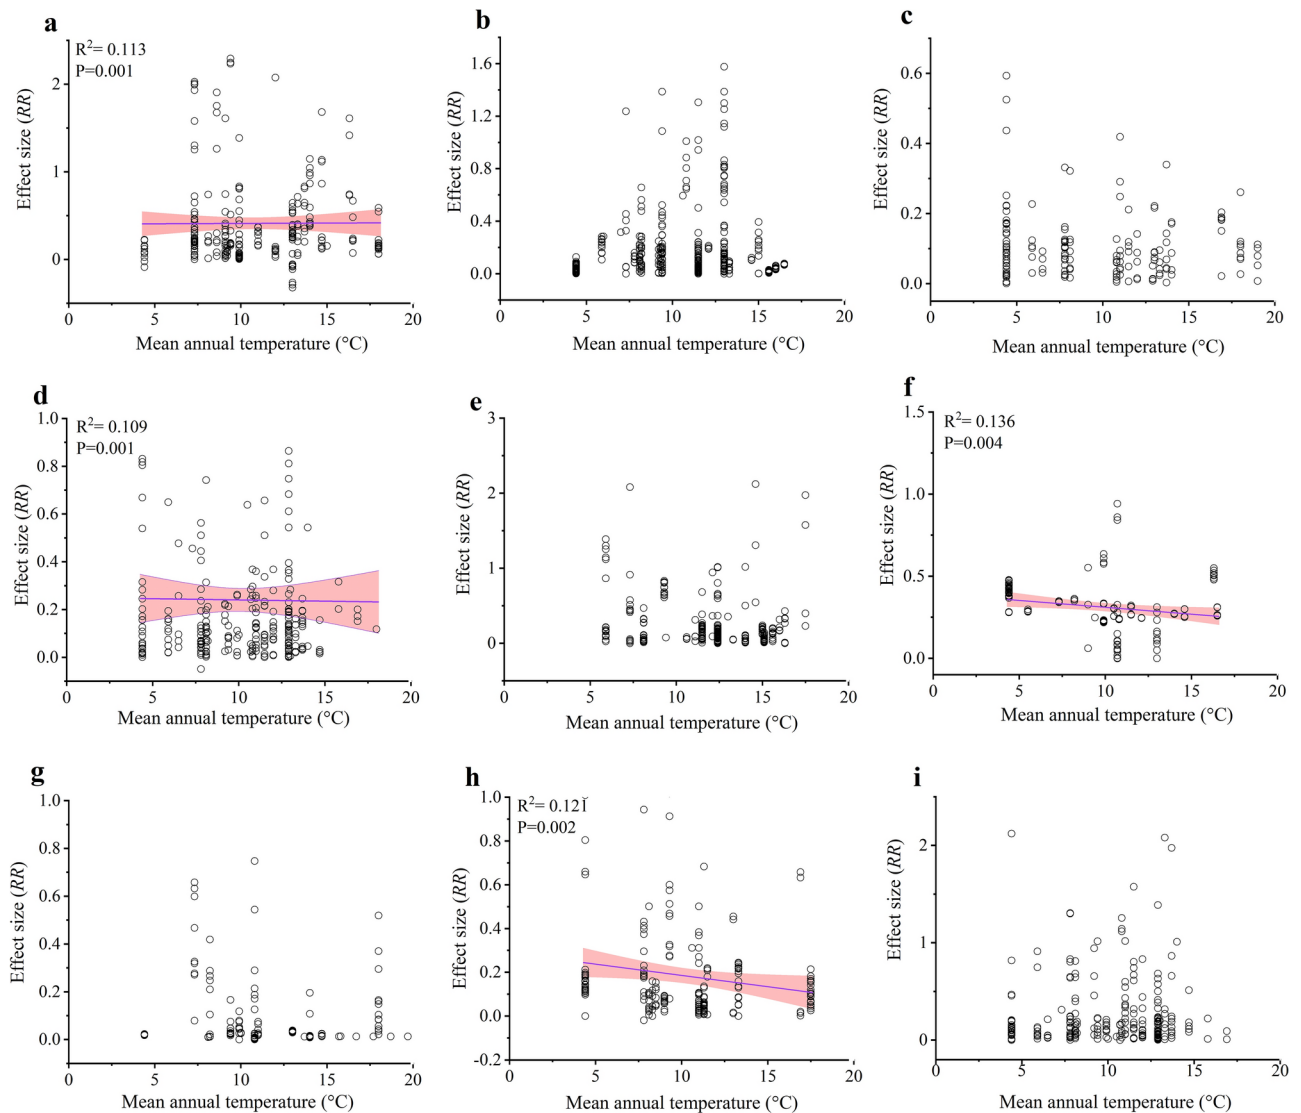 a
R²= 0.113
P=0.001
Effect size (RR)
2
1
0
0 5 10 15 20
Mean annual temperature (°C)
b
Effect size (RR)
1.6
1.2
0.8
0.4
0.0
0 5 10 15 20
Mean annual temperature (°C)
c
Effect size (RR)
0.6
0.4
0.2
0.0
0 5 10 15 20
Mean annual temperature (°C)
d
R²= 0.109
P=0.001
Effect size (RR)
1.0
0.8
0.6
0.4
0.2
0.0
0 5 10 15 20
Mean annual temperature (°C)
e
Effect size (RR)
3
2
1
0
0 5 10 15 20
Mean annual temperature (°C)
f
R²= 0.136
P=0.004
Effect size (RR)
1.5
1.0
0.5
0.0
0 5 10 15 20
Mean annual temperature (°C)
g
Effect size (RR)
1.0
0.8
0.6
0.4
0.2
0.0
0 5 10 15 20
Mean annual temperature (°C)
h
R²= 0.121
P=0.002
Effect size (RR)
1.0
0.8
0.6
0.4
0.2
0.0
-0.2
0 5 10 15 20
Mean annual temperature (°C)
i
Effect size (RR)
2
1
0
0 5 10 15 20
Mean annual temperature (°C)